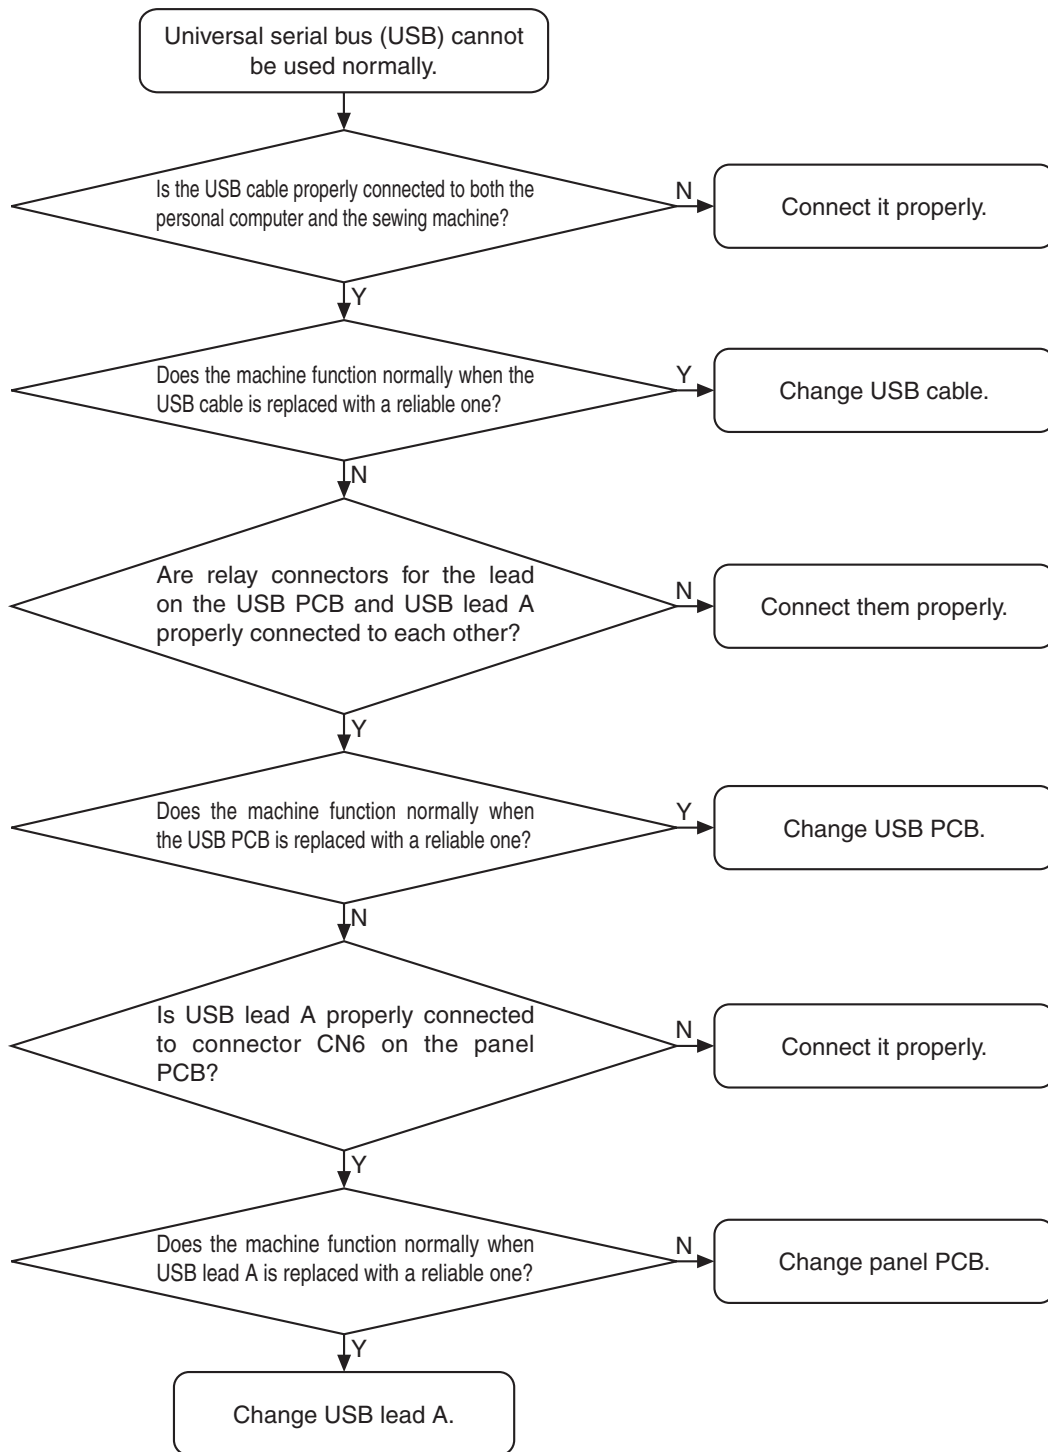 Universal serial bus (USB) cannot
be used normally.
Is the USB cable properly connected to both the
personal computer and the sewing machine?
N
Connect it properly.
Y
Does the machine function normally when the
USB cable is replaced with a reliable one?
Y
Change USB cable.
N
Are relay connectors for the lead
on the USB PCB and USB lead A
properly connected to each other?
N
Connect them properly.
Y
Does the machine function normally when
the USB PCB is replaced with a reliable one?
Y
Change USB PCB.
N
Is USB lead A properly connected
to connector CN6 on the panel
PCB?
N
Connect it properly.
Y
Does the machine function normally when
USB lead A is replaced with a reliable one?
N
Change panel PCB.
Y
Change USB lead A.